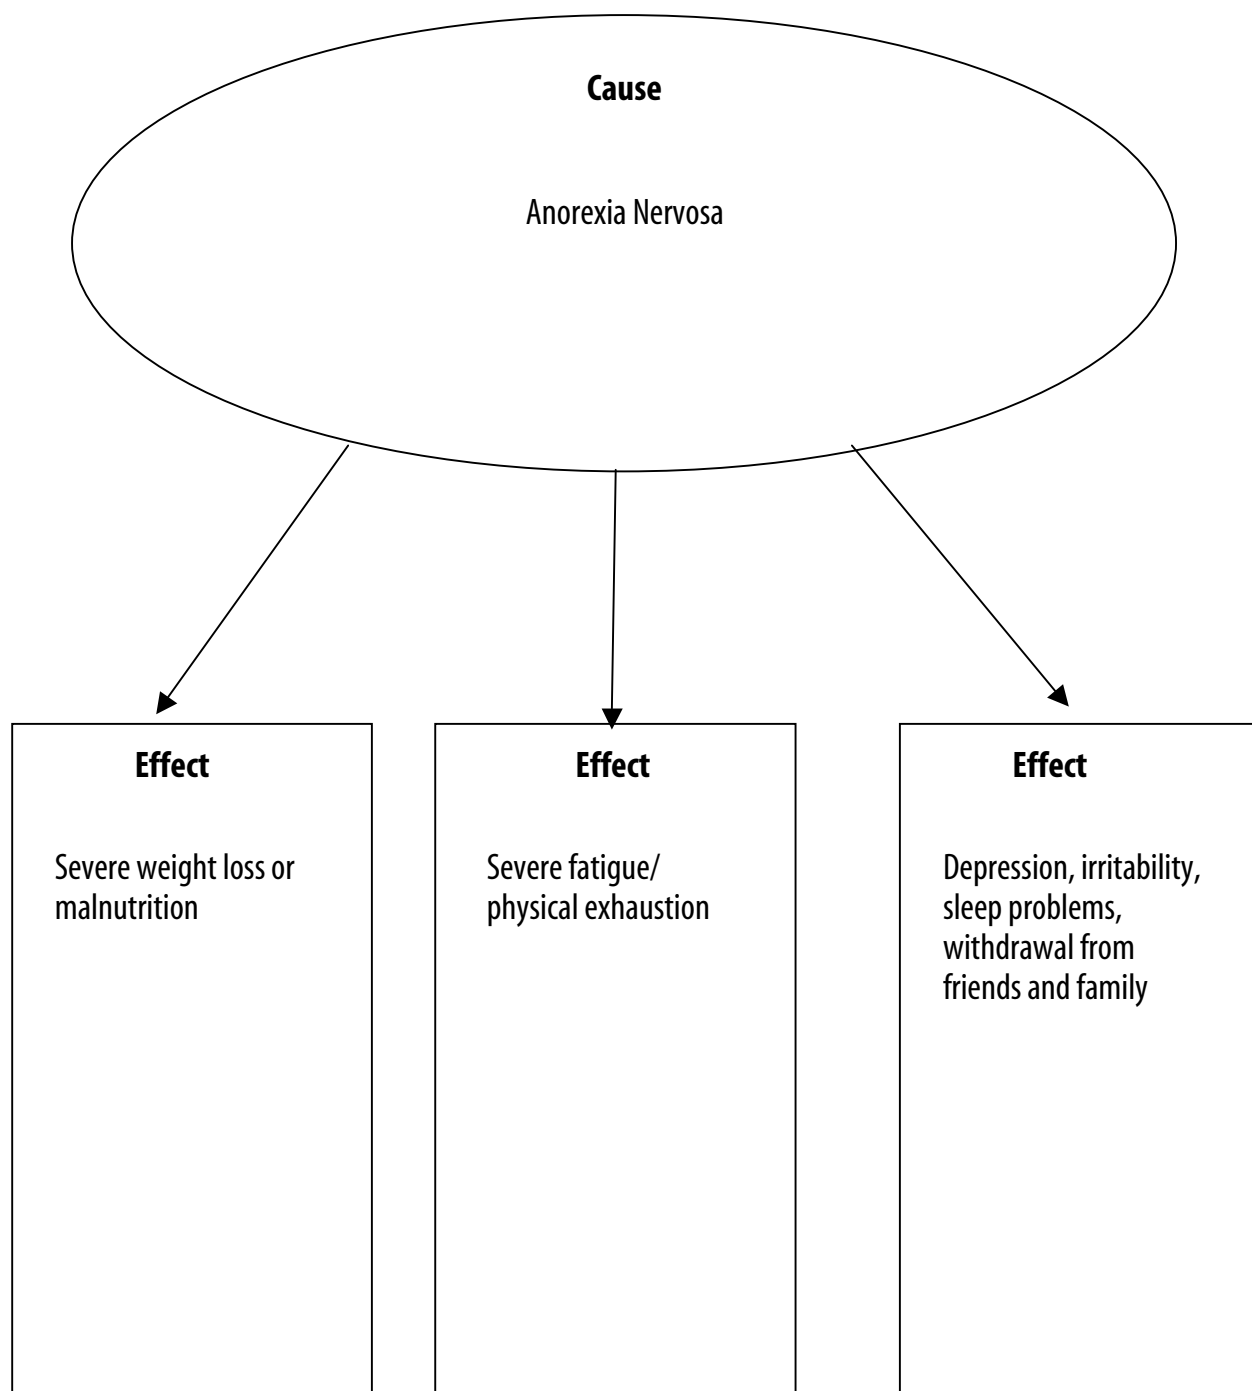 Cause
Anorexia Nervosa
Effect
Severe weight loss or
malnutrition
Effect
Severe fatigue/
physical exhaustion
Effect
Depression, irritability,
sleep problems,
withdrawal from
friends and family